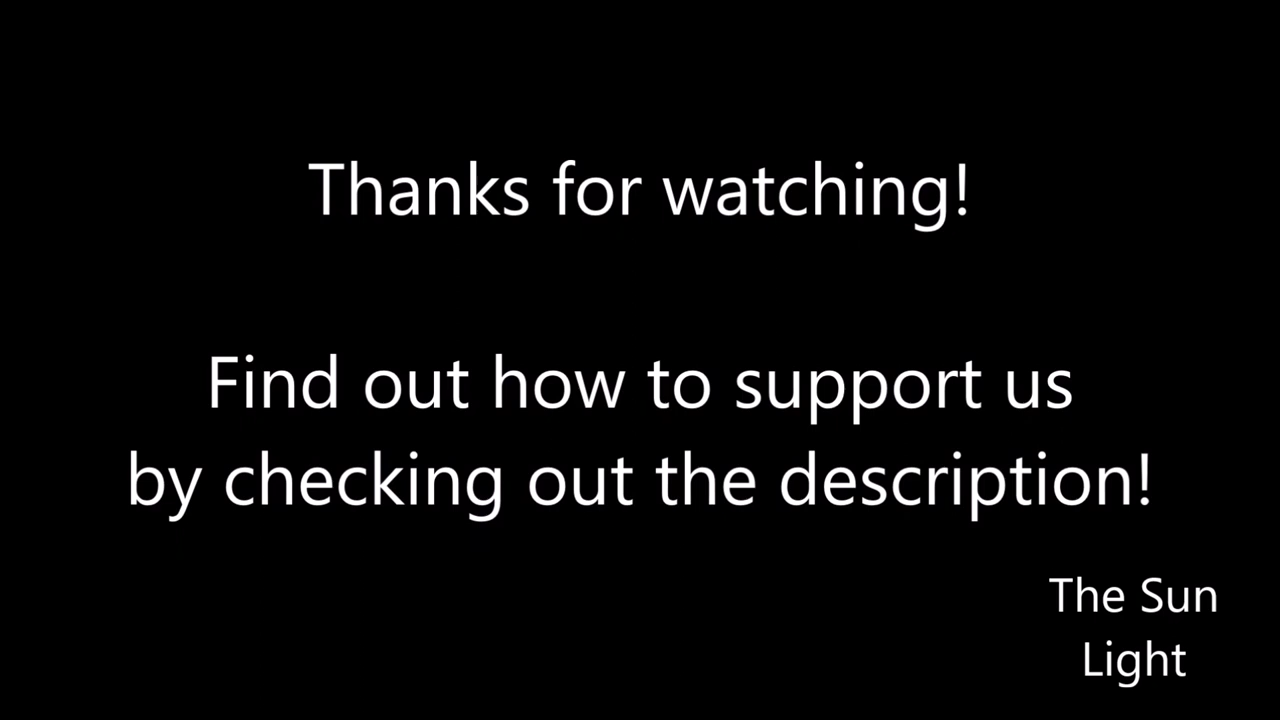 Thanks for watching!
Find out how to support us
by checking out the description!
The Sun
Light